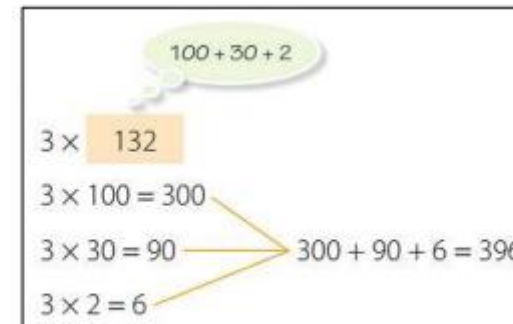 100 + 30 + 2
3 × 132
3 × 100 = 300
3 × 30 = 90
300 + 90 + 6 = 396
3 × 2 = 6